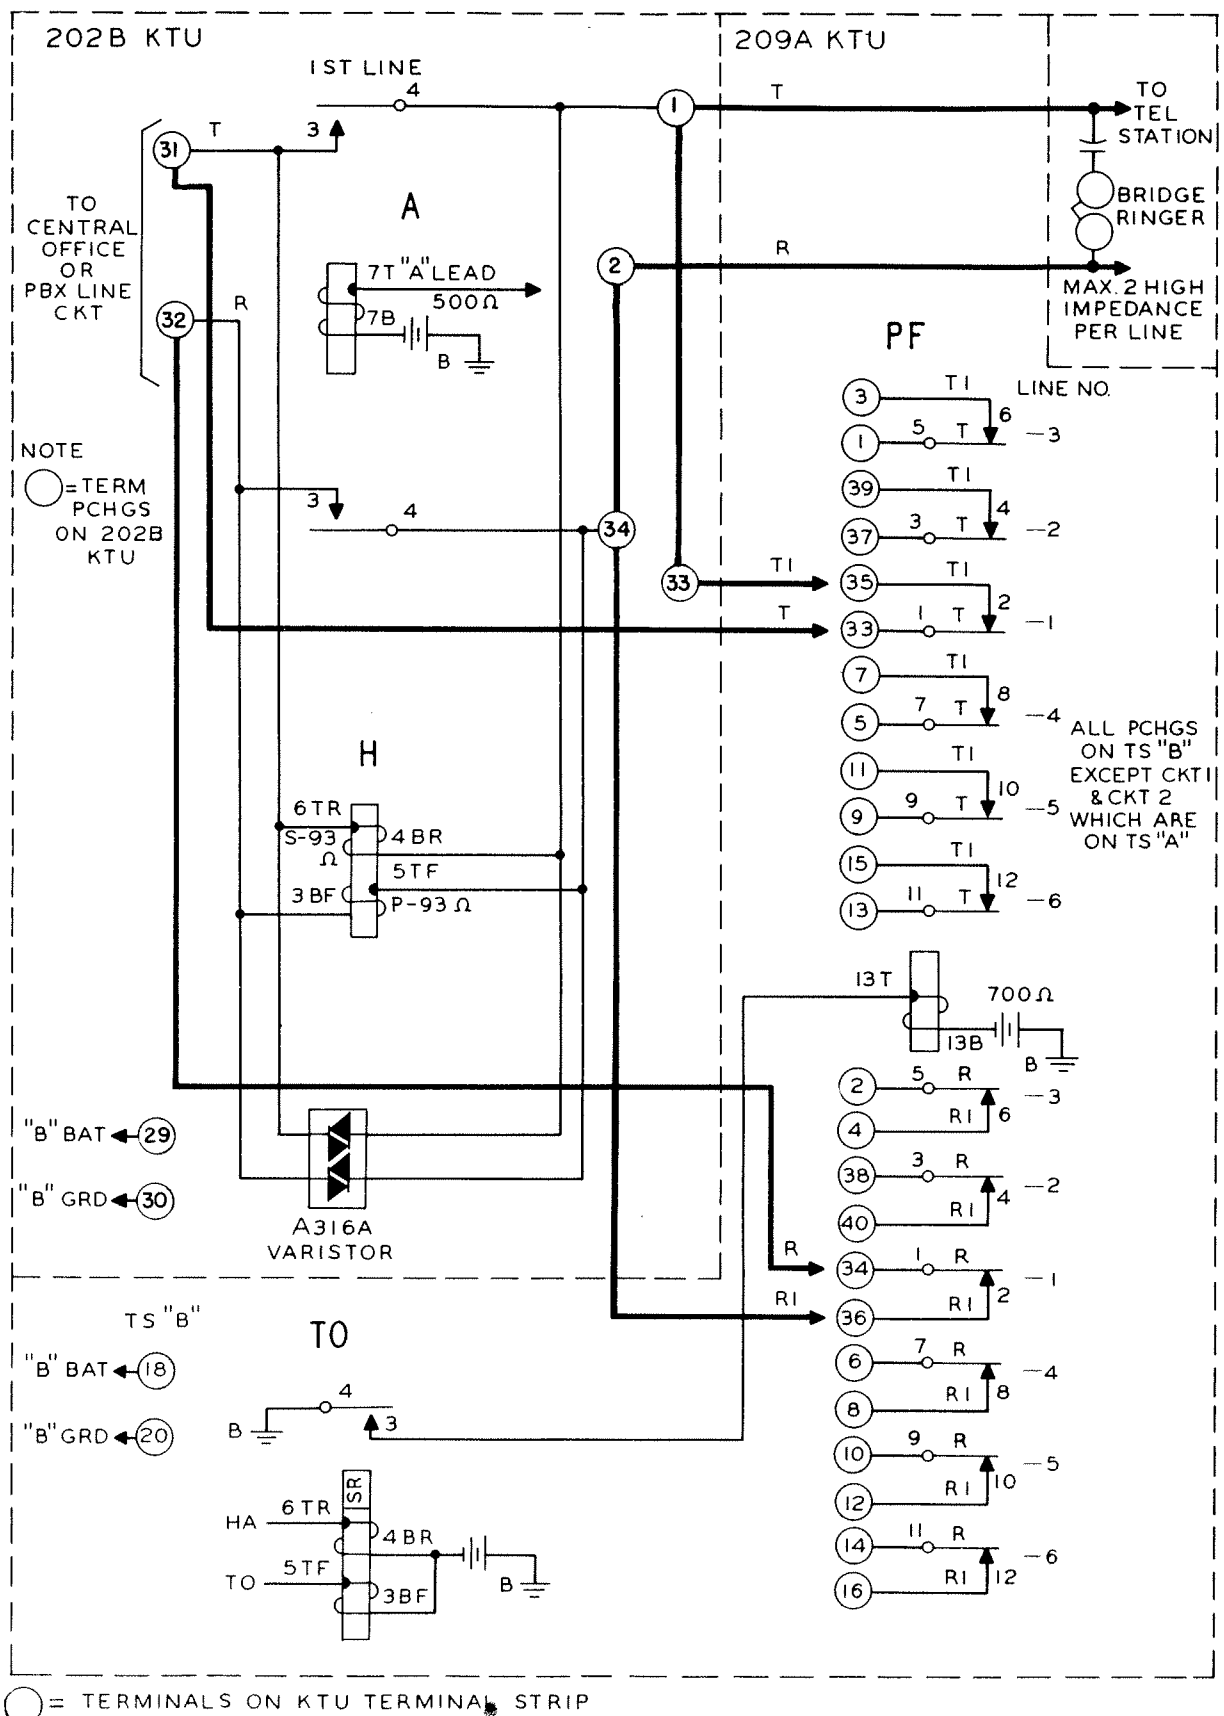 202B KTU
209A KTU
1ST LINE
4
3
T
31
TO
CENTRAL
OFFICE
OR
PBX LINE
CKT
32
R
A
7T "A" LEAD
500Ω
7B
B
1
T
TO
TEL
STATION
BRIDGE
RINGER
2
R
MAX. 2 HIGH
IMPEDANCE
PER LINE
NOTE
=TERM
PCHGS
ON 202B
KTU
3
4
34
33
T1
T
PF
LINE NO.
3
T1
6
1
5
T
-3
39
T1
4
37
3
T
-2
35
T1
2
33
1
T
-1
7
T1
8
5
7
T
-4
11
T1
10
9
9
T
-5
15
T1
12
13
11
T
-6
ALL PCHGS
ON TS "B"
EXCEPT CKT1
& CKT 2
WHICH ARE
ON TS "A"
H
6TR
S-93
Ω
4BR
5TF
3BF
P-93Ω
13T
700Ω
13B
B
"B" BAT
29
"B" GRD
30
A316A
VARISTOR
2
5
R
-3
4
R1
6
38
3
R
-2
40
R1
4
R
34
1
R
-1
R1
36
R1
2
6
7
R
-4
8
R1
8
10
9
R
-5
12
R1
10
14
11
R
-6
16
R1
12
TS "B"
"B" BAT
18
"B" GRD
20
TO
4
B
3
SR
HA
6TR
4BR
TO
5TF
3BF
B
= TERMINALS ON KTU TERMINAL STRIP